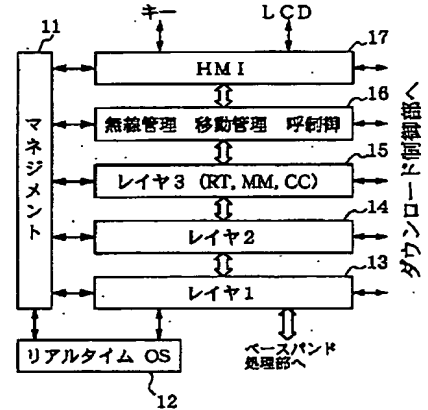 キー
LCD
11
17
HMI
16
無線管理 移動管理 呼制御
15
レイヤ3 (RT, MM, CC)
14
レイヤ2
13
レイヤ1
マネジメント
ダウンロード制御部へ
リアルタイム OS
12
ベースバンド
処理部へ